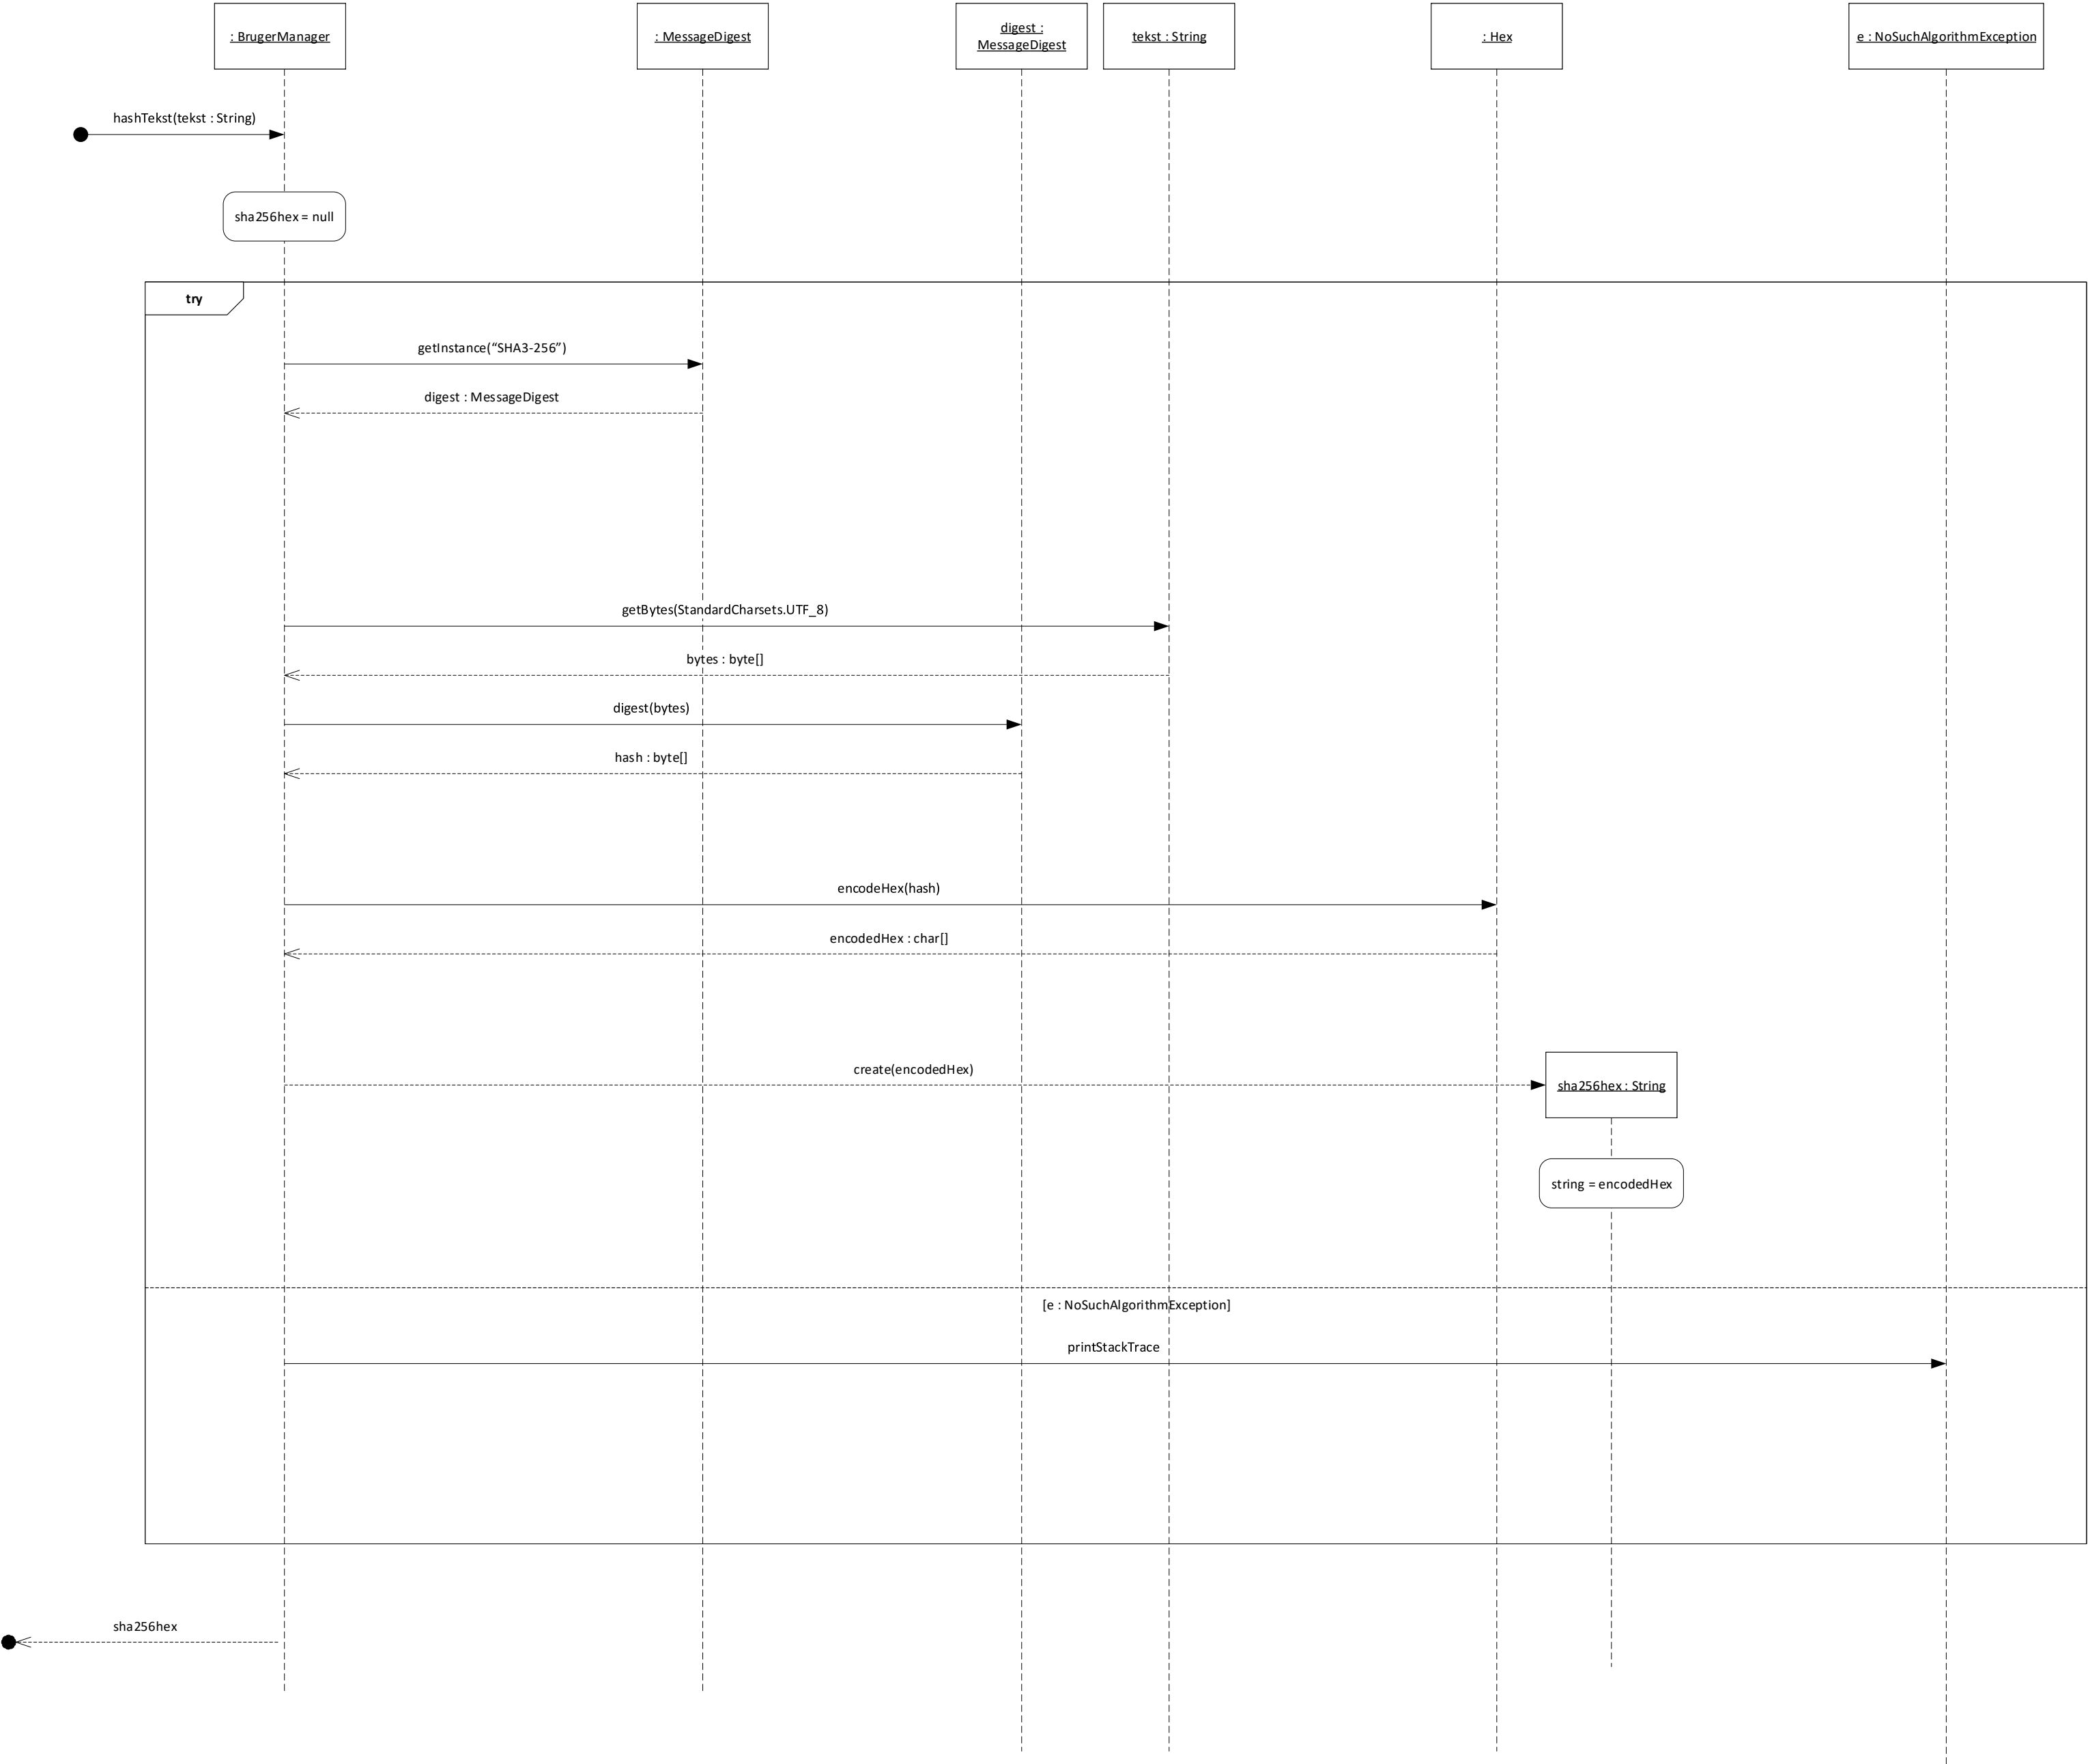 : BrugerManager
: MessageDigest
digest :
MessageDigest
tekst : String
: Hex
e : NoSuchAlgorithmException
hashTekst(tekst : String)
sha256hex = null
try
getInstance(“SHA3-256”)
digest : MessageDigest
getBytes(StandardCharsets.UTF_8)
bytes : byte[]
digest(bytes)
hash : byte[]
encodeHex(hash)
encodedHex : char[]
create(encodedHex)
sha256hex : String
string = encodedHex
[e : NoSuchAlgorithmException]
printStackTrace
sha256hex